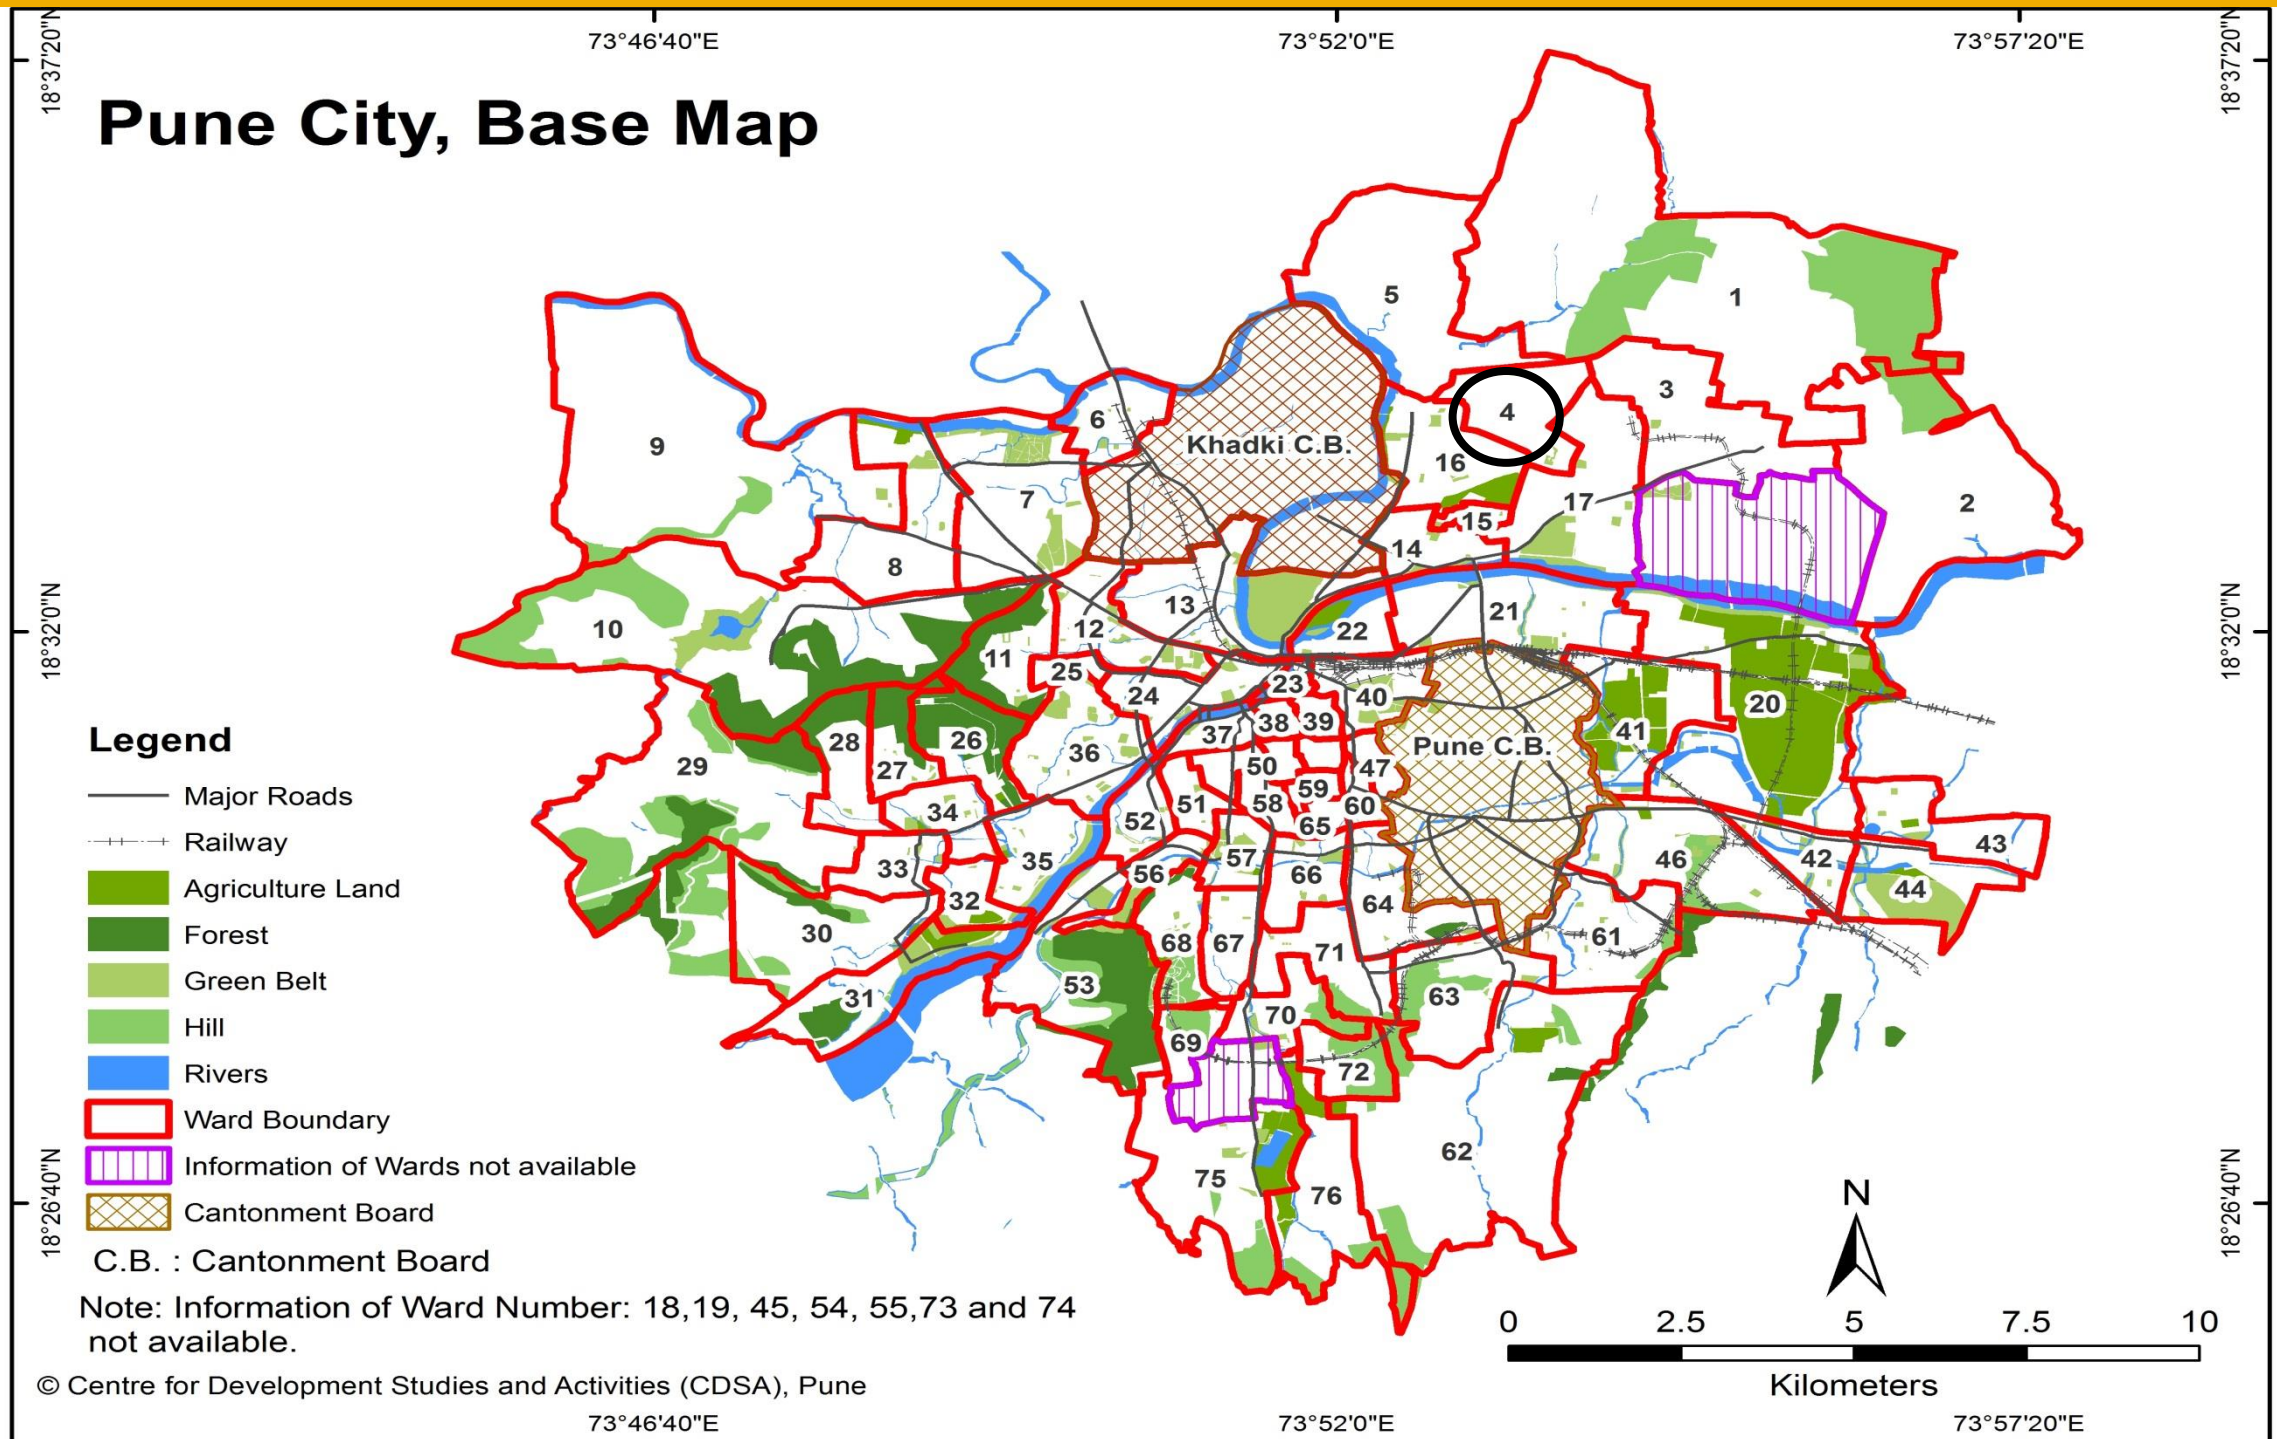 73°46'40"E
73°52'0"E
73°57'20"E
18°37'20"N
18°37'20"N
Pune City, Base Map
5
1
3
4
6
9
Khadki C.B.
16
7
17
2
15
14
8
13
21
10
12
22
11
25
23
24
40
20
38
39
37
41
28
26
Pune C.B.
36
29
27
50
47
59
51
58
60
34
52
65
43
35
57
46
42
33
56
66
44
32
64
30
61
68
67
71
53
31
63
70
69
72
62
75
76
18°32'0"N
18°32'0"N
Legend
Major Roads
Railway
Agriculture Land
Forest
Green Belt
Hill
Rivers
Ward Boundary
Information of Wards not available
Cantonment Board
C.B. : Cantonment Board
Note: Information of Ward Number: 18,19, 45, 54, 55,73 and 74
not available.
© Centre for Development Studies and Activities (CDSA), Pune
18°26'40"N
18°26'40"N
N
0 2.5 5 7.5 10
Kilometers
73°46'40"E
73°52'0"E
73°57'20"E